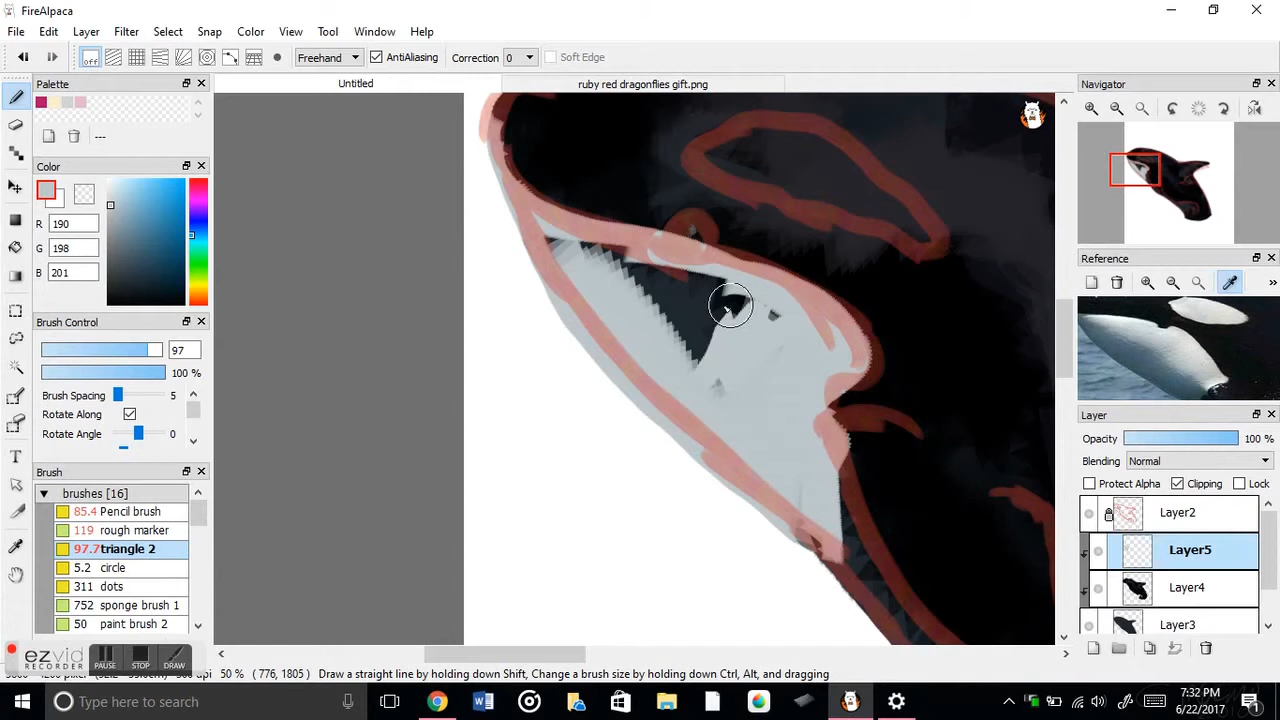 FireAlpaca
File Edit Layer Filter Select Snap Color View Tool Window Help
off Freehand AntiAliasing Correction 0 Soft Edge
Palette
Untitled
ruby red dragonflies gift.png
Navigator
---
Color
R 190
G 198
B 201
Reference
Brush Control
97
100 %
Brush Spacing 5
Rotate Along
Rotate Angle 0
Layer
Opacity 100 %
Blending Normal
Protect Alpha Clipping Lock
Brush
brushes [16]
85.4 Pencil brush
119 rough marker
97.7 triangle 2
5.2 circle
311 dots
752 sponge brush 1
50 paint brush 2
Layer2
Layer5
Layer4
Layer3
ezvid
RECORDER
PAUSE STOP DRAW
50 % ( 776, 1805) Draw a straight line by holding down Shift, Change a brush size by holding down Ctrl, Alt, and dragging
Type here to search
7:32 PM
6/22/2017